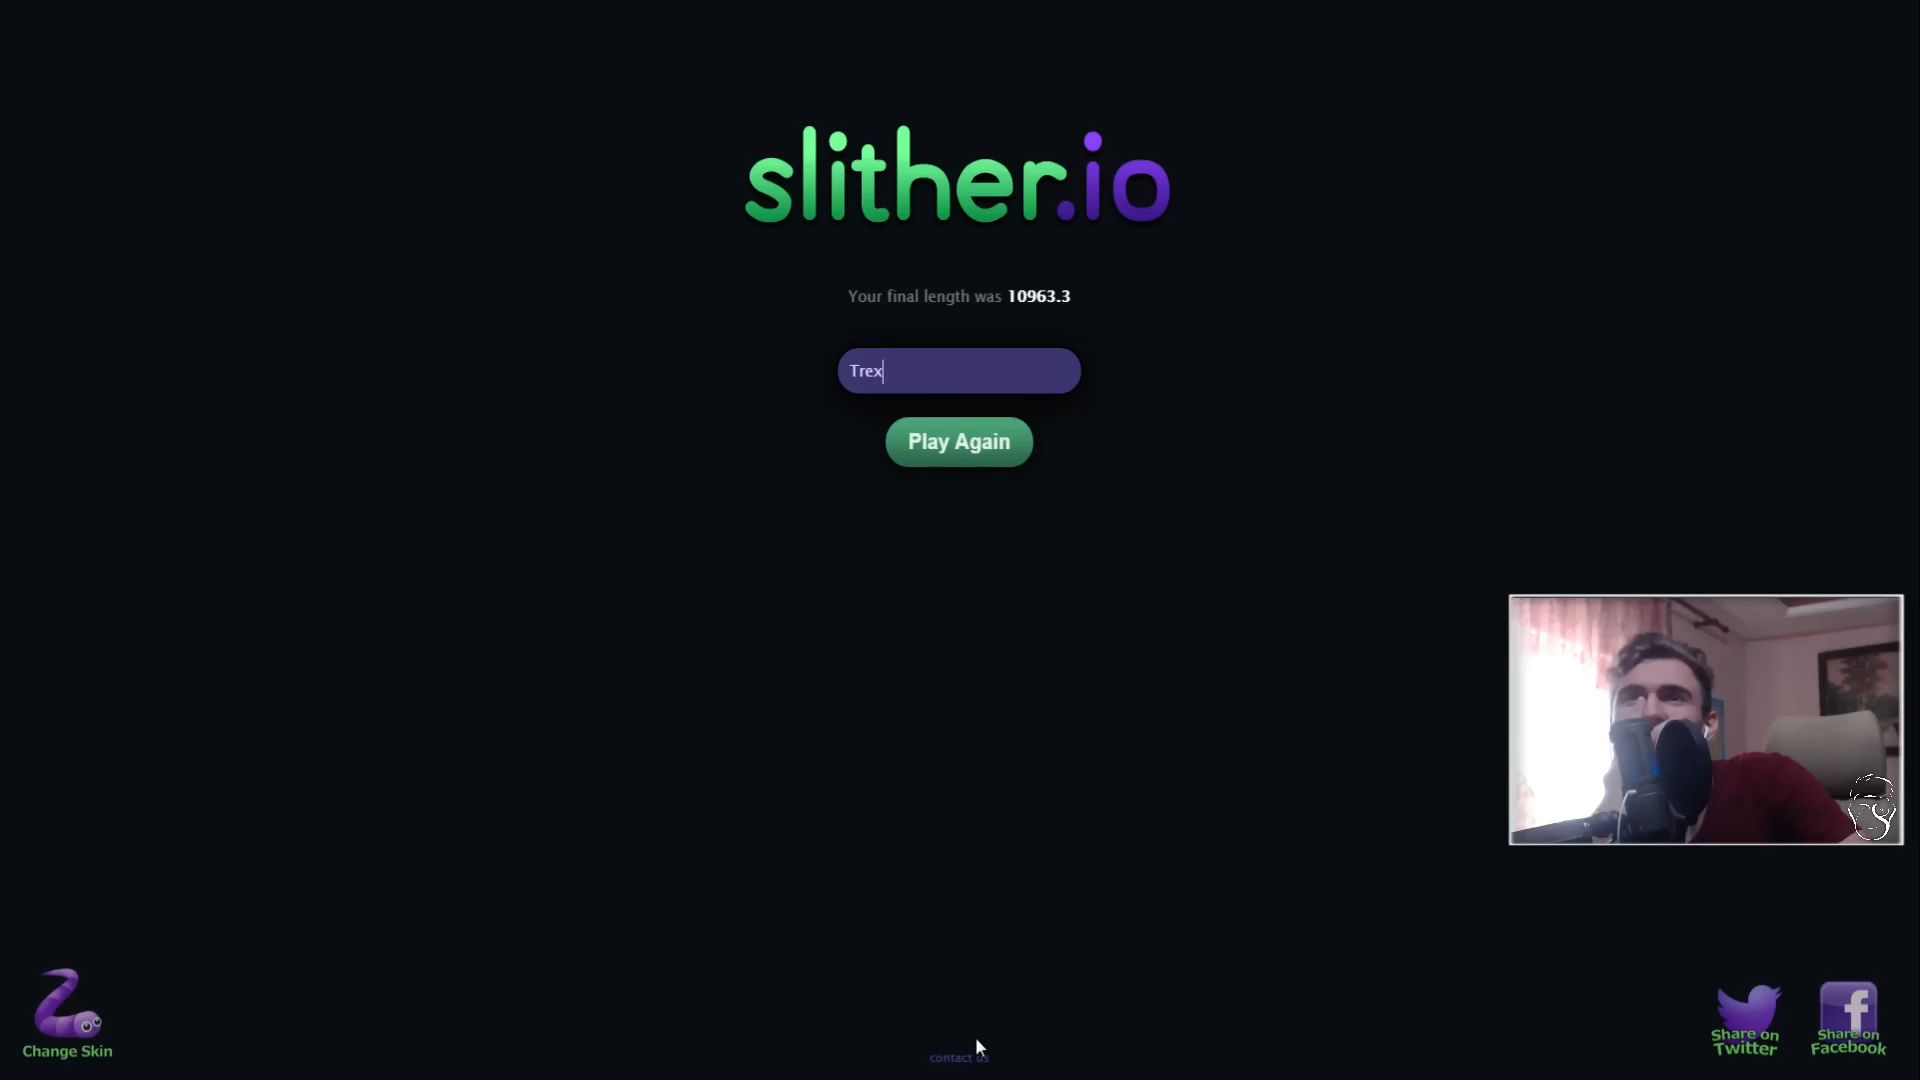 slither.io
Your final length was 10963.3
Trex
Play Again
Change Skin
contact us
Share on
Twitter
Share on
Facebook